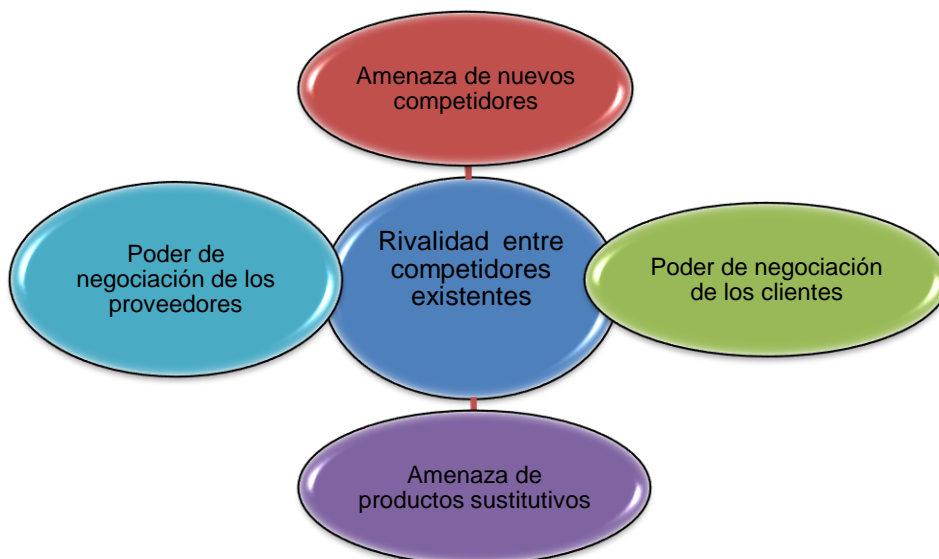 Amenaza de nuevos
competidores
Poder de
negociación de los
proveedores
Rivalidad entre
competidores
existentes
Poder de negociación
de los clientes
Amenaza de
productos sustitutivos